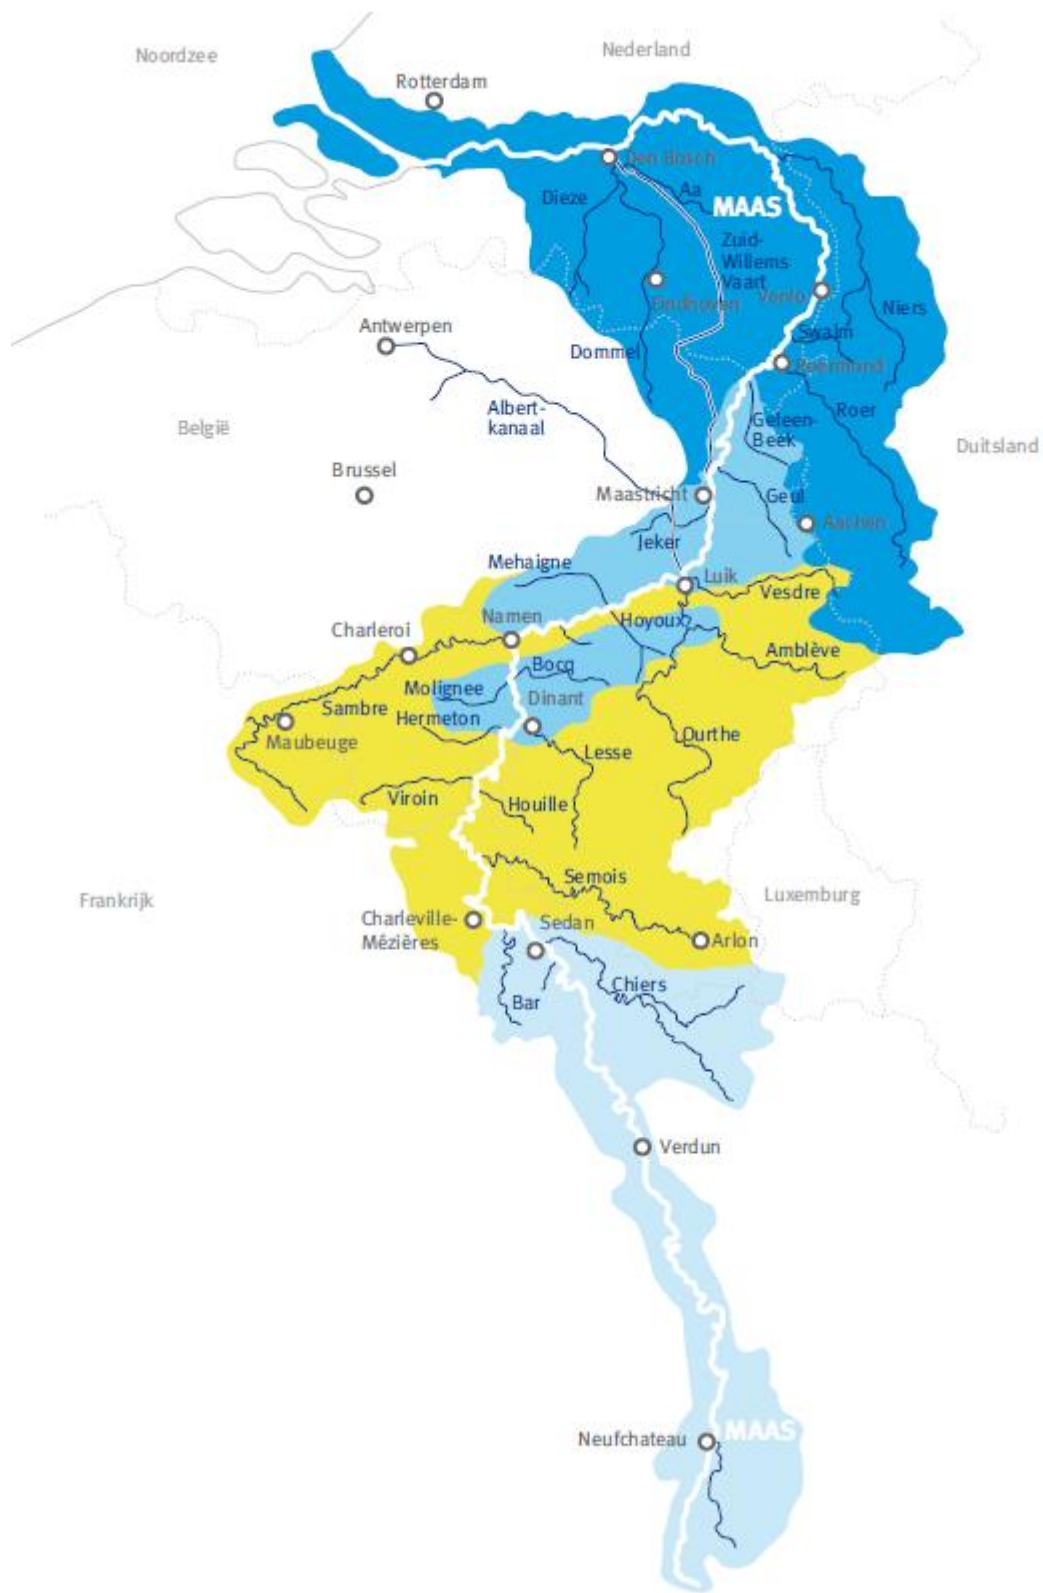 Noordzee
Nederland
Rotterdam
Den Bosch
Aa
Dieze
MAAS
Zuid-
Willems
Vaart
Eindhoven
Venlo
Niers
Antwerpen
Swalm
Dommel
Roermond
Albert-
kanaal
Geleen-
Beek
Roer
België
Duitsland
Brussel
Maastricht
Geul
Aachen
Jeker
Mehaigne
Luik
Vesdre
Namen
Hoyoux
Charleroi
Amblève
Bocq
Molignee
Dinant
Sambre
Hermeton
Maubeuge
Ourthe
Lesse
Viroin
Houille
Semois
Luxemburg
Frankrijk
Charleville-
Mézières
Sedan
Arlon
Chiers
Bar
Verdun
MAAS
Neufchateau